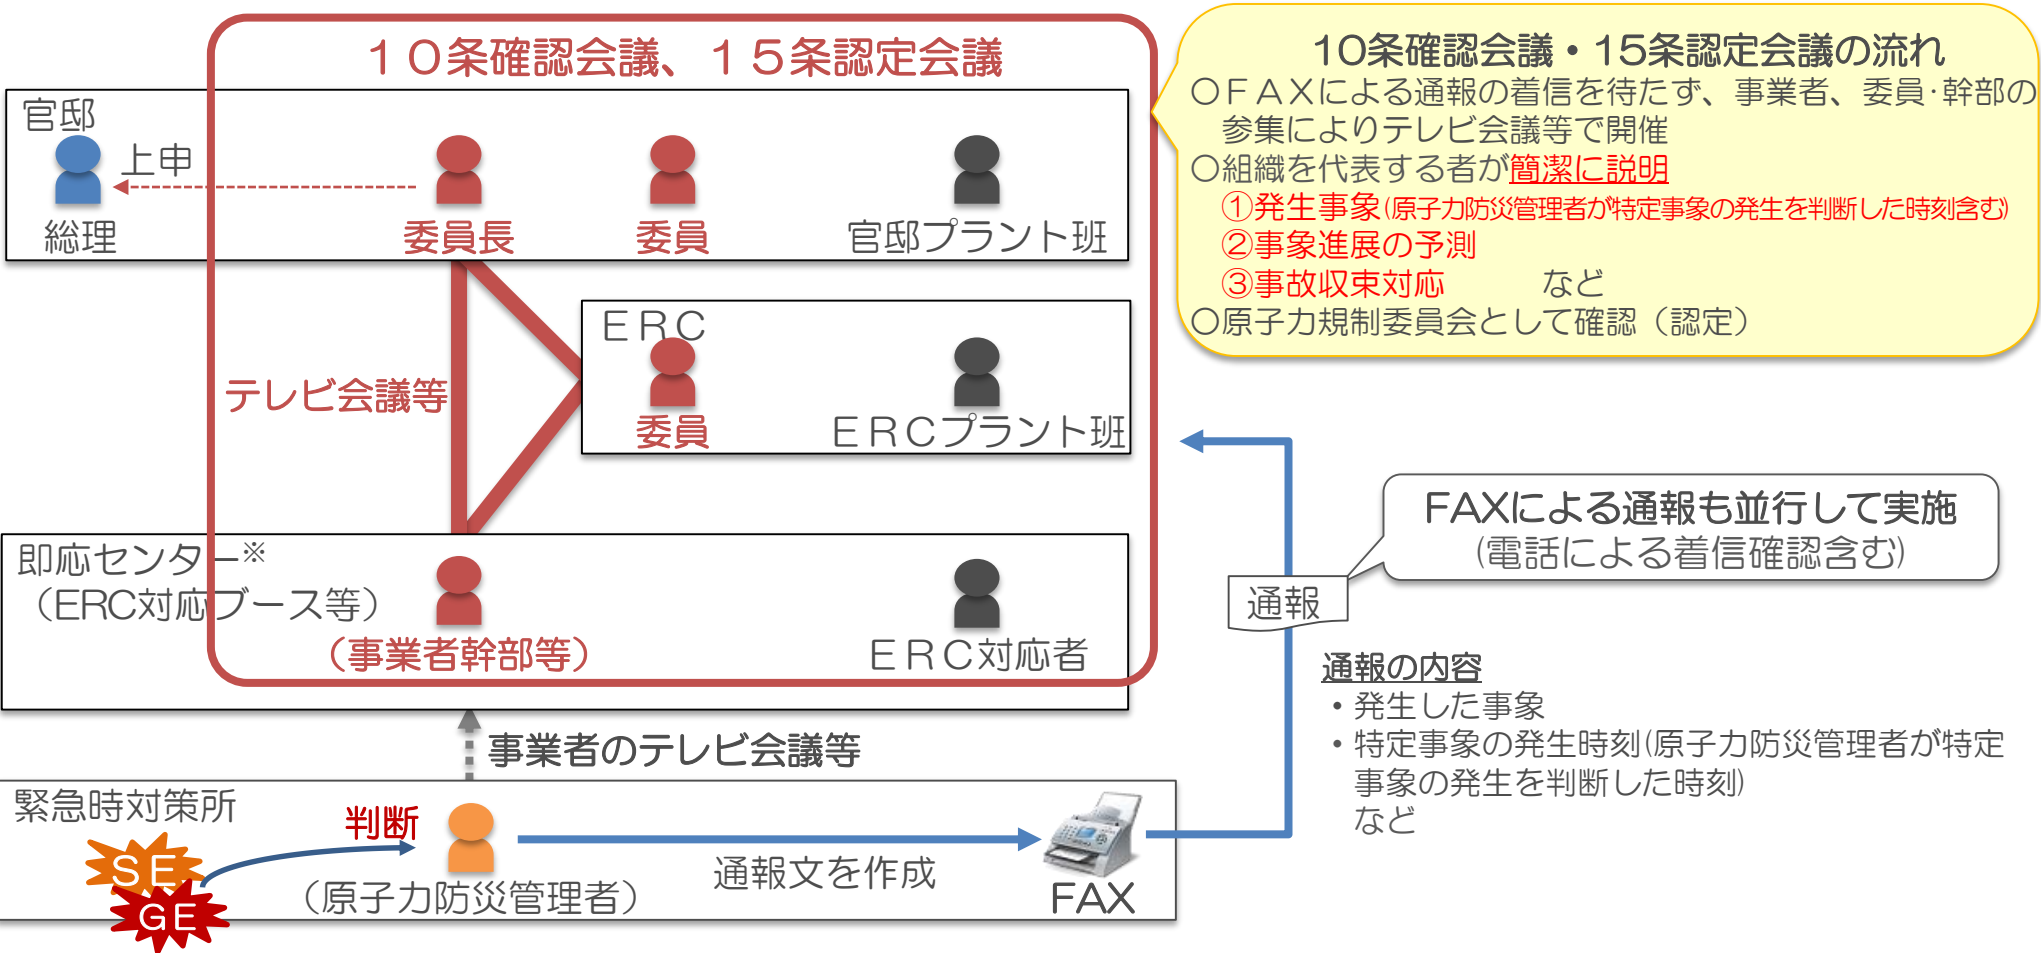 １０条確認会議、１５条認定会議
官邸
上申
総理
委員長
委員
官邸プラント班
テレビ会議等
ＥＲＣ
委員
ＥＲＣプラント班
即応センター※
（ERC対応ブース等）
（事業者幹部等）
ＥＲＣ対応者
事業者のテレビ会議等
緊急時対策所
SE
GE
判断
（原子力防災管理者）
通報文を作成
FAX
10条確認会議・15条認定会議の流れ
〇ＦＡＸによる通報の着信を待たず、事業者、委員・幹部の
参集によりテレビ会議等で開催
〇組織を代表する者が簡潔に説明
①発生事象(原子力防災管理者が特定事象の発生を判断した時刻含む)
②事象進展の予測
③事故収束対応　　　など
〇原子力規制委員会として確認（認定）
FAXによる通報も並行して実施
(電話による着信確認含む)
通報
通報の内容
・発生した事象
・特定事象の発生時刻(原子力防災管理者が特定
事象の発生を判断した時刻)
など